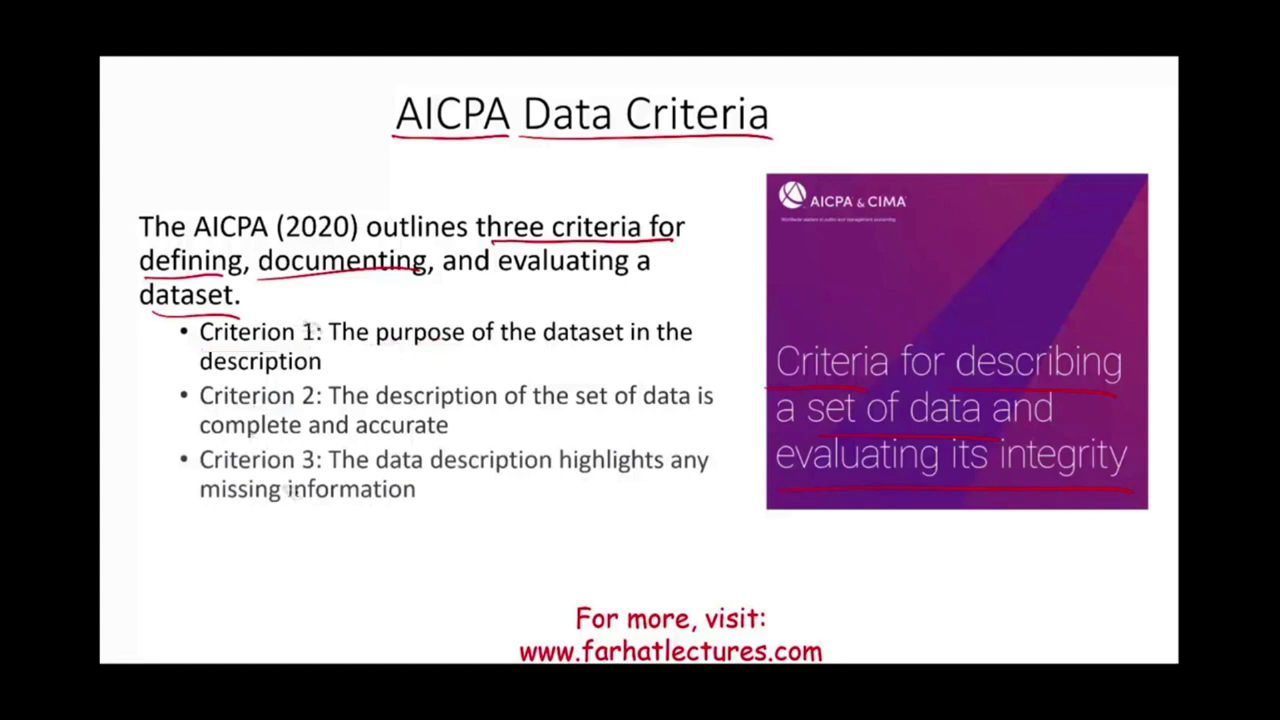 AICPA Data Criteria
The AICPA (2020) outlines three criteria for
defining, documenting, and evaluating a
dataset.
• Criterion 1: The purpose of the dataset in the
description
• Criterion 2: The description of the set of data is
complete and accurate
• Criterion 3: The data description highlights any
missing information
AICPA & CIMA
Criteria for describing
a set of data and
evaluating its integrity
For more, visit:
www.farhatlectures.com